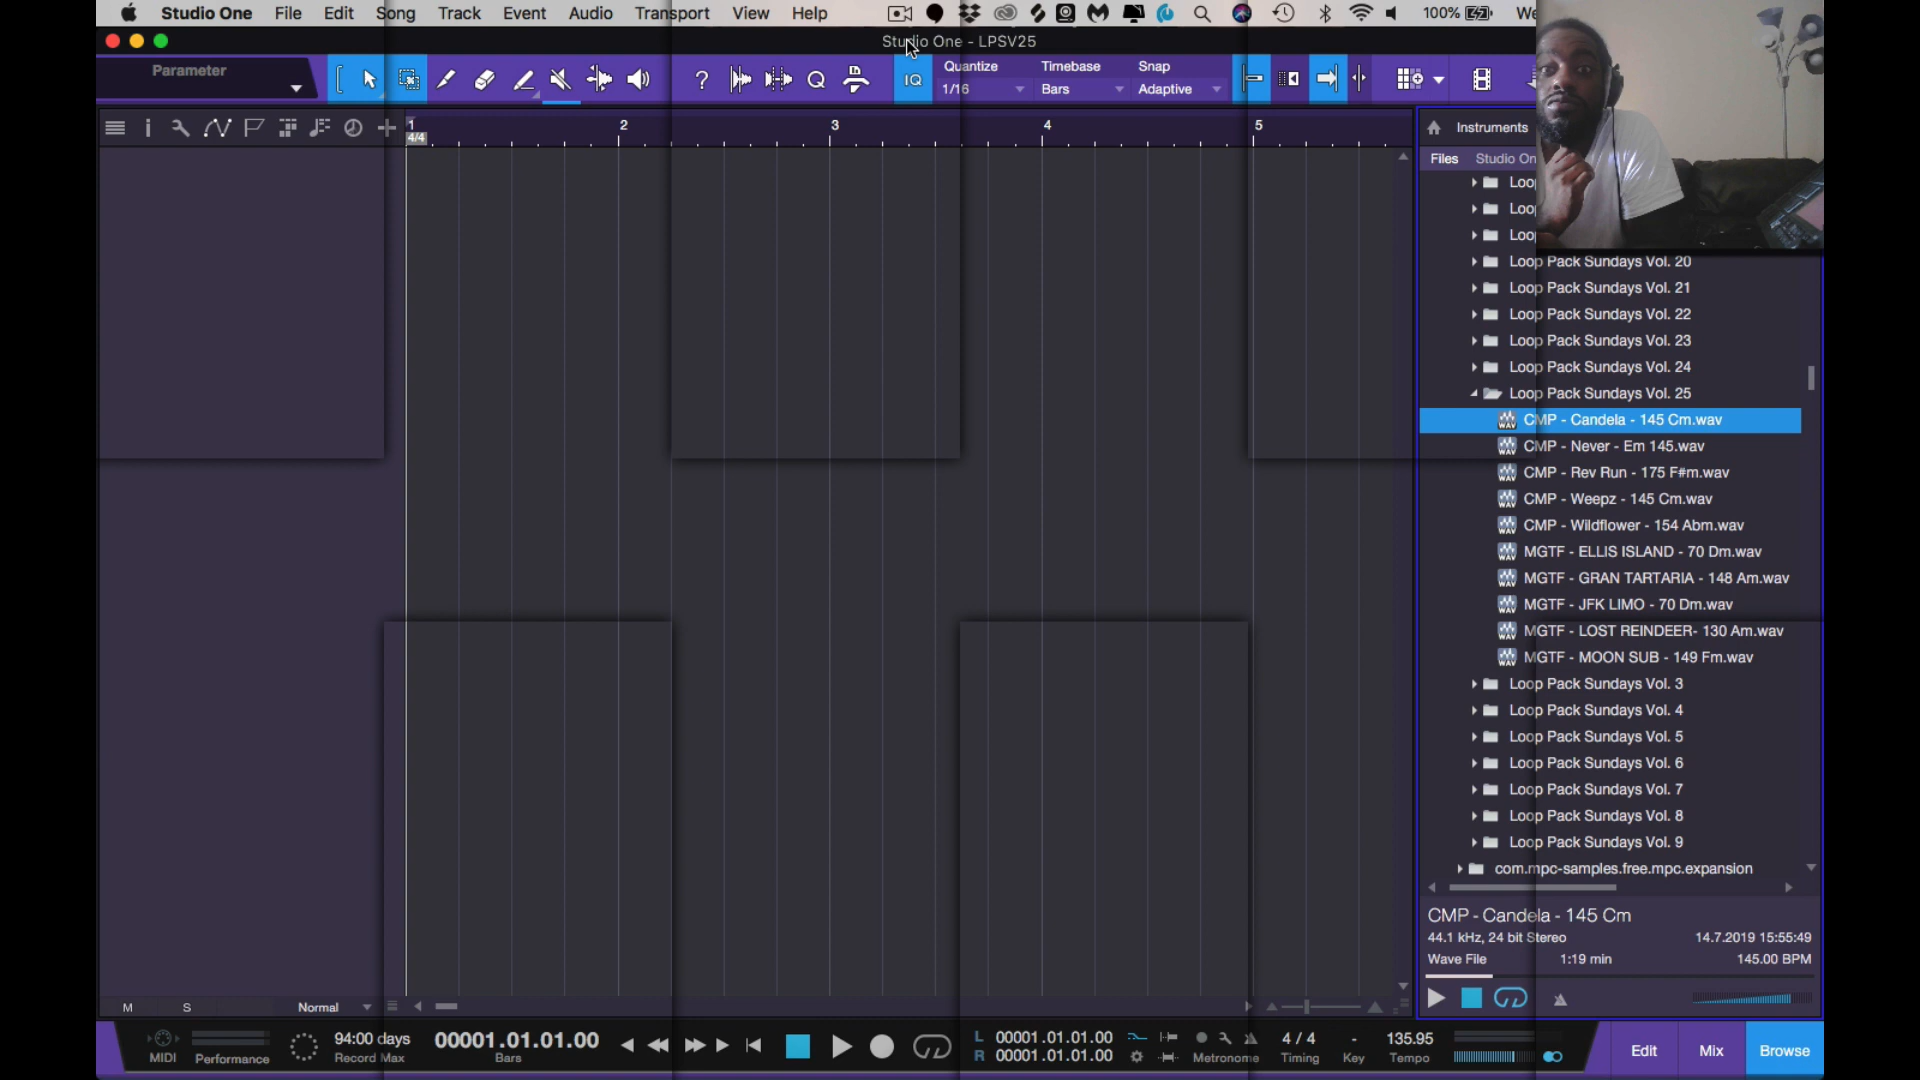 Studio One File Edit Song Track Event Audio Transport View Help 100%
Studio One - LPSV25
Parameter
IQ
Quantize Timebase Snap
1/16 Bars Adaptive
1 2 3 4 5
4/4
Instruments
Files
Loop Pack Sundays Vol. 20
Loop Pack Sundays Vol. 21
Loop Pack Sundays Vol. 22
Loop Pack Sundays Vol. 23
Loop Pack Sundays Vol. 24
Loop Pack Sundays Vol. 25
CMP - Candela - 145 Cm.wav
CMP - Never - Em 145.wav
CMP - Rev Run - 175 F#m.wav
CMP - Weepz - 145 Cm.wav
CMP - Wildflower - 154 Abm.wav
MGTF - ELLIS ISLAND - 70 Dm.wav
MGTF - GRAN TARTARIA - 148 Am.wav
MGTF - JFK LIMO - 70 Dm.wav
MGTF - LOST REINDEER- 130 Am.wav
MGTF - MOON SUB - 149 Fm.wav
Loop Pack Sundays Vol. 3
Loop Pack Sundays Vol. 4
Loop Pack Sundays Vol. 5
Loop Pack Sundays Vol. 6
Loop Pack Sundays Vol. 7
Loop Pack Sundays Vol. 8
Loop Pack Sundays Vol. 9
com.mpc-samples.free.mpc.expansion
CMP - Candela - 145 Cm
44.1 kHz, 24 bit Stereo 14.7.2019 15:55:49
Wave File 1:19 min 145.00 BPM
M S Normal
94:00 days 00001.01.01.00 L 00001.01.01.00 4 / 4 - 135.95
R 00001.01.01.00
MIDI Performance Record Max Bars Metronome Timing Key Tempo
Edit Mix Browse